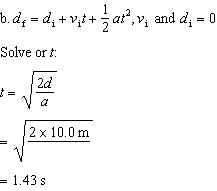 b. d_f = d_i + v_i t + 1/2 at², v_i and d_i = 0
Solve or t:
t = √(2d/a)
= √(2 × 10.0 m/ )
= 1.43 s